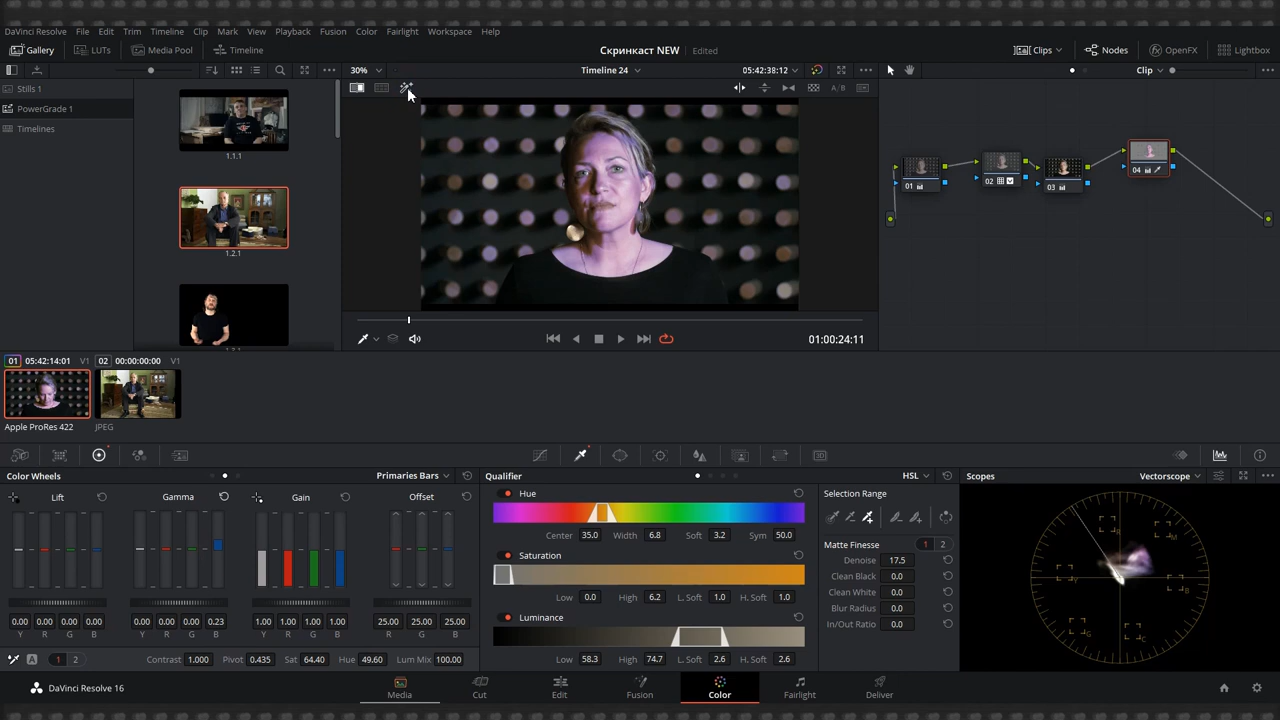 DaVinci Resolve File Edit Trim Timeline Clip Mark View Playback Fusion Color Fairlight Workspace Help
Gallery LUTs Media Pool Timeline Скринкаст NEW Edited Clips Nodes OpenFX Lightbox
30% Timeline 24 05:42:38:12 Clip
Stills 1
PowerGrade 1
Timelines
A/B
1.1.1
1.2.1
01 02 03 04
01:00:24:11
01 05:42:14:01 V1 02 00:00:00:00 V1
Apple ProRes 422 JPEG
Color Wheels Primaries Bars Qualifier HSL Scopes Vectorscope
Lift Gamma Gain Offset
Hue
Center 35.0 Width 6.8 Soft 3.2 Sym 50.0
Saturation
Low 0.0 High 6.2 L. Soft 1.0 H. Soft 1.0
Luminance
Low 58.3 High 74.7 L. Soft 2.6 H. Soft 2.6
Selection Range
Matte Finesse 1 2
Denoise 17.5
Clean Black 0.0
Clean White 0.0
Blur Radius 0.0
In/Out Ratio 0.0
0.00 0.00 0.00 0.00 0.00 0.00 0.00 0.23 1.00 1.00 1.00 1.00 25.00 25.00 25.00
Y R G B Y R G B Y R G B R G B
A 1 2 Contrast 1.000 Pivot 0.435 Sat 64.40 Hue 49.60 Lum Mix 100.00
DaVinci Resolve 16 Media Cut Edit Fusion Color Fairlight Deliver